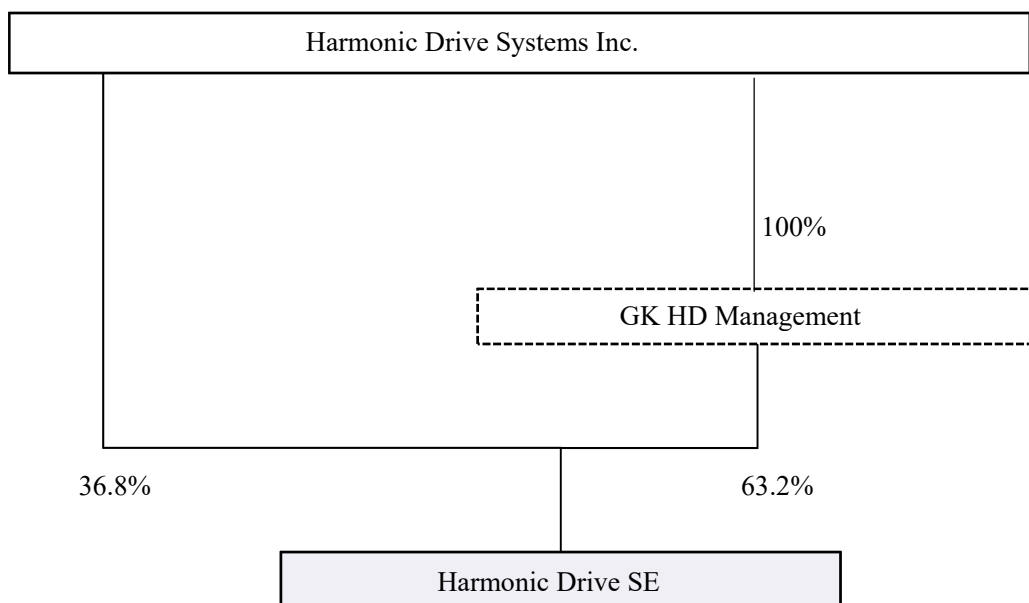 Harmonic Drive Systems Inc.
100%
GK HD Management
36.8%
63.2%
Harmonic Drive SE